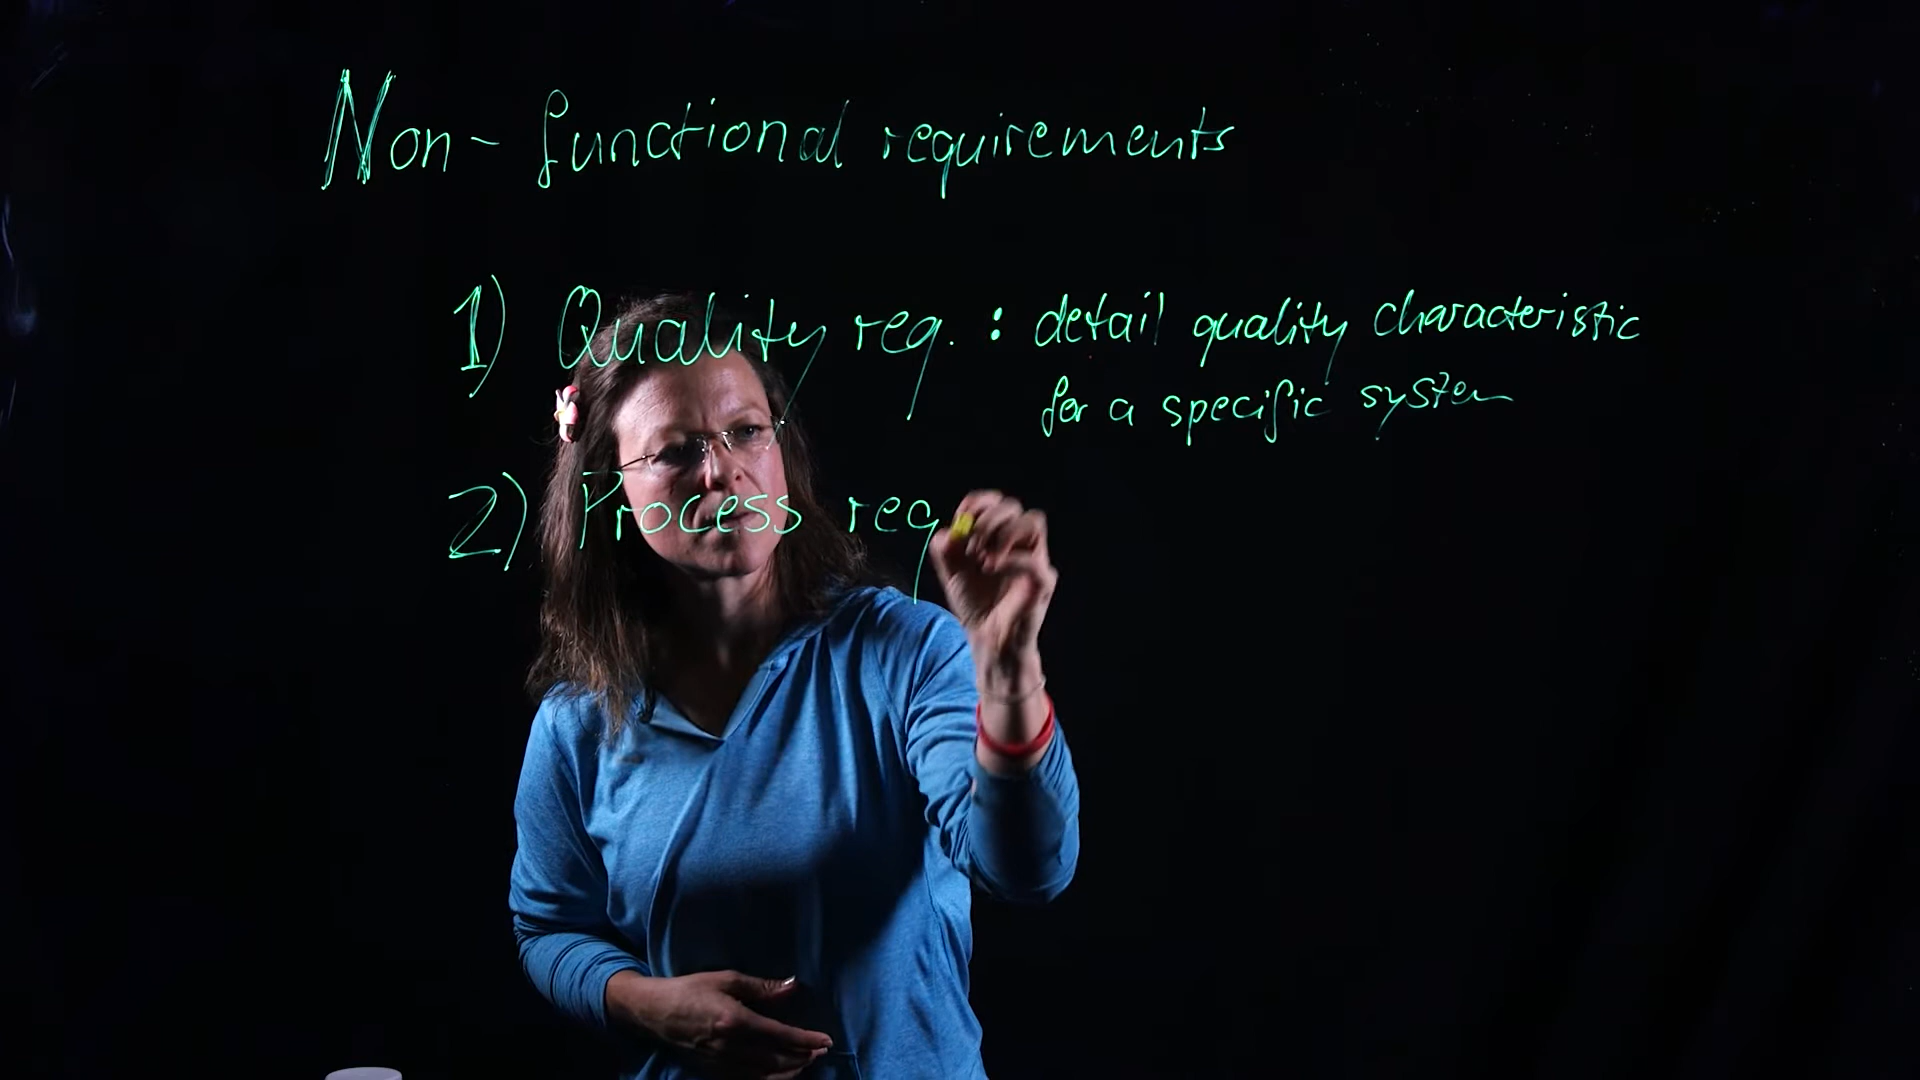 Non-functional requirements
1) Quality req. : detail quality characteristic
for a specific system
2) Process req